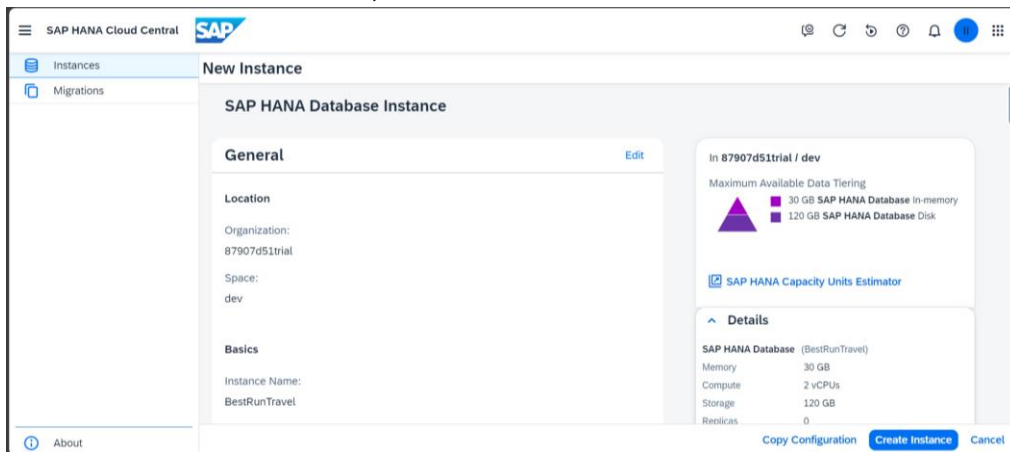 SAP HANA Cloud Central
SAP
Instances
Migrations
About
New Instance
SAP HANA Database Instance
General
Edit
Location
Organization:
87907d51trial
Space:
dev
Basics
Instance Name:
BestRunTravel
In 87907d51trial / dev
Maximum Available Data Tiering
30 GB SAP HANA Database In-memory
120 GB SAP HANA Database Disk
SAP HANA Capacity Units Estimator
Details
SAP HANA Database (BestRunTravel)
Memory 30 GB
Compute 2 vCPUs
Storage 120 GB
Replicas 0
Copy Configuration Create Instance Cancel